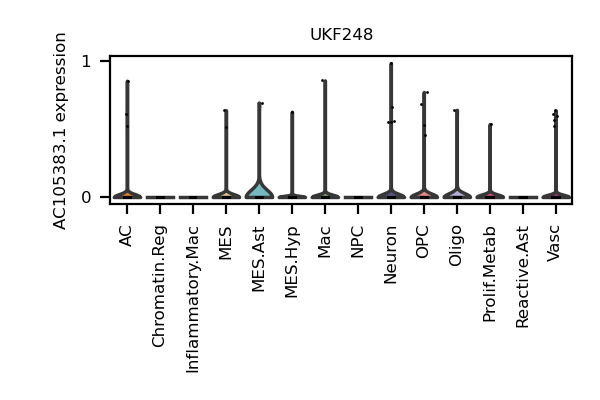 UKF248
AC105383.1 expression
1
0
AC
Chromatin.Reg
Inflammatory.Mac
MES
MES.Ast
MES.Hyp
Mac
NPC
Neuron
OPC
Oligo
Prolif.Metab
Reactive.Ast
Vasc